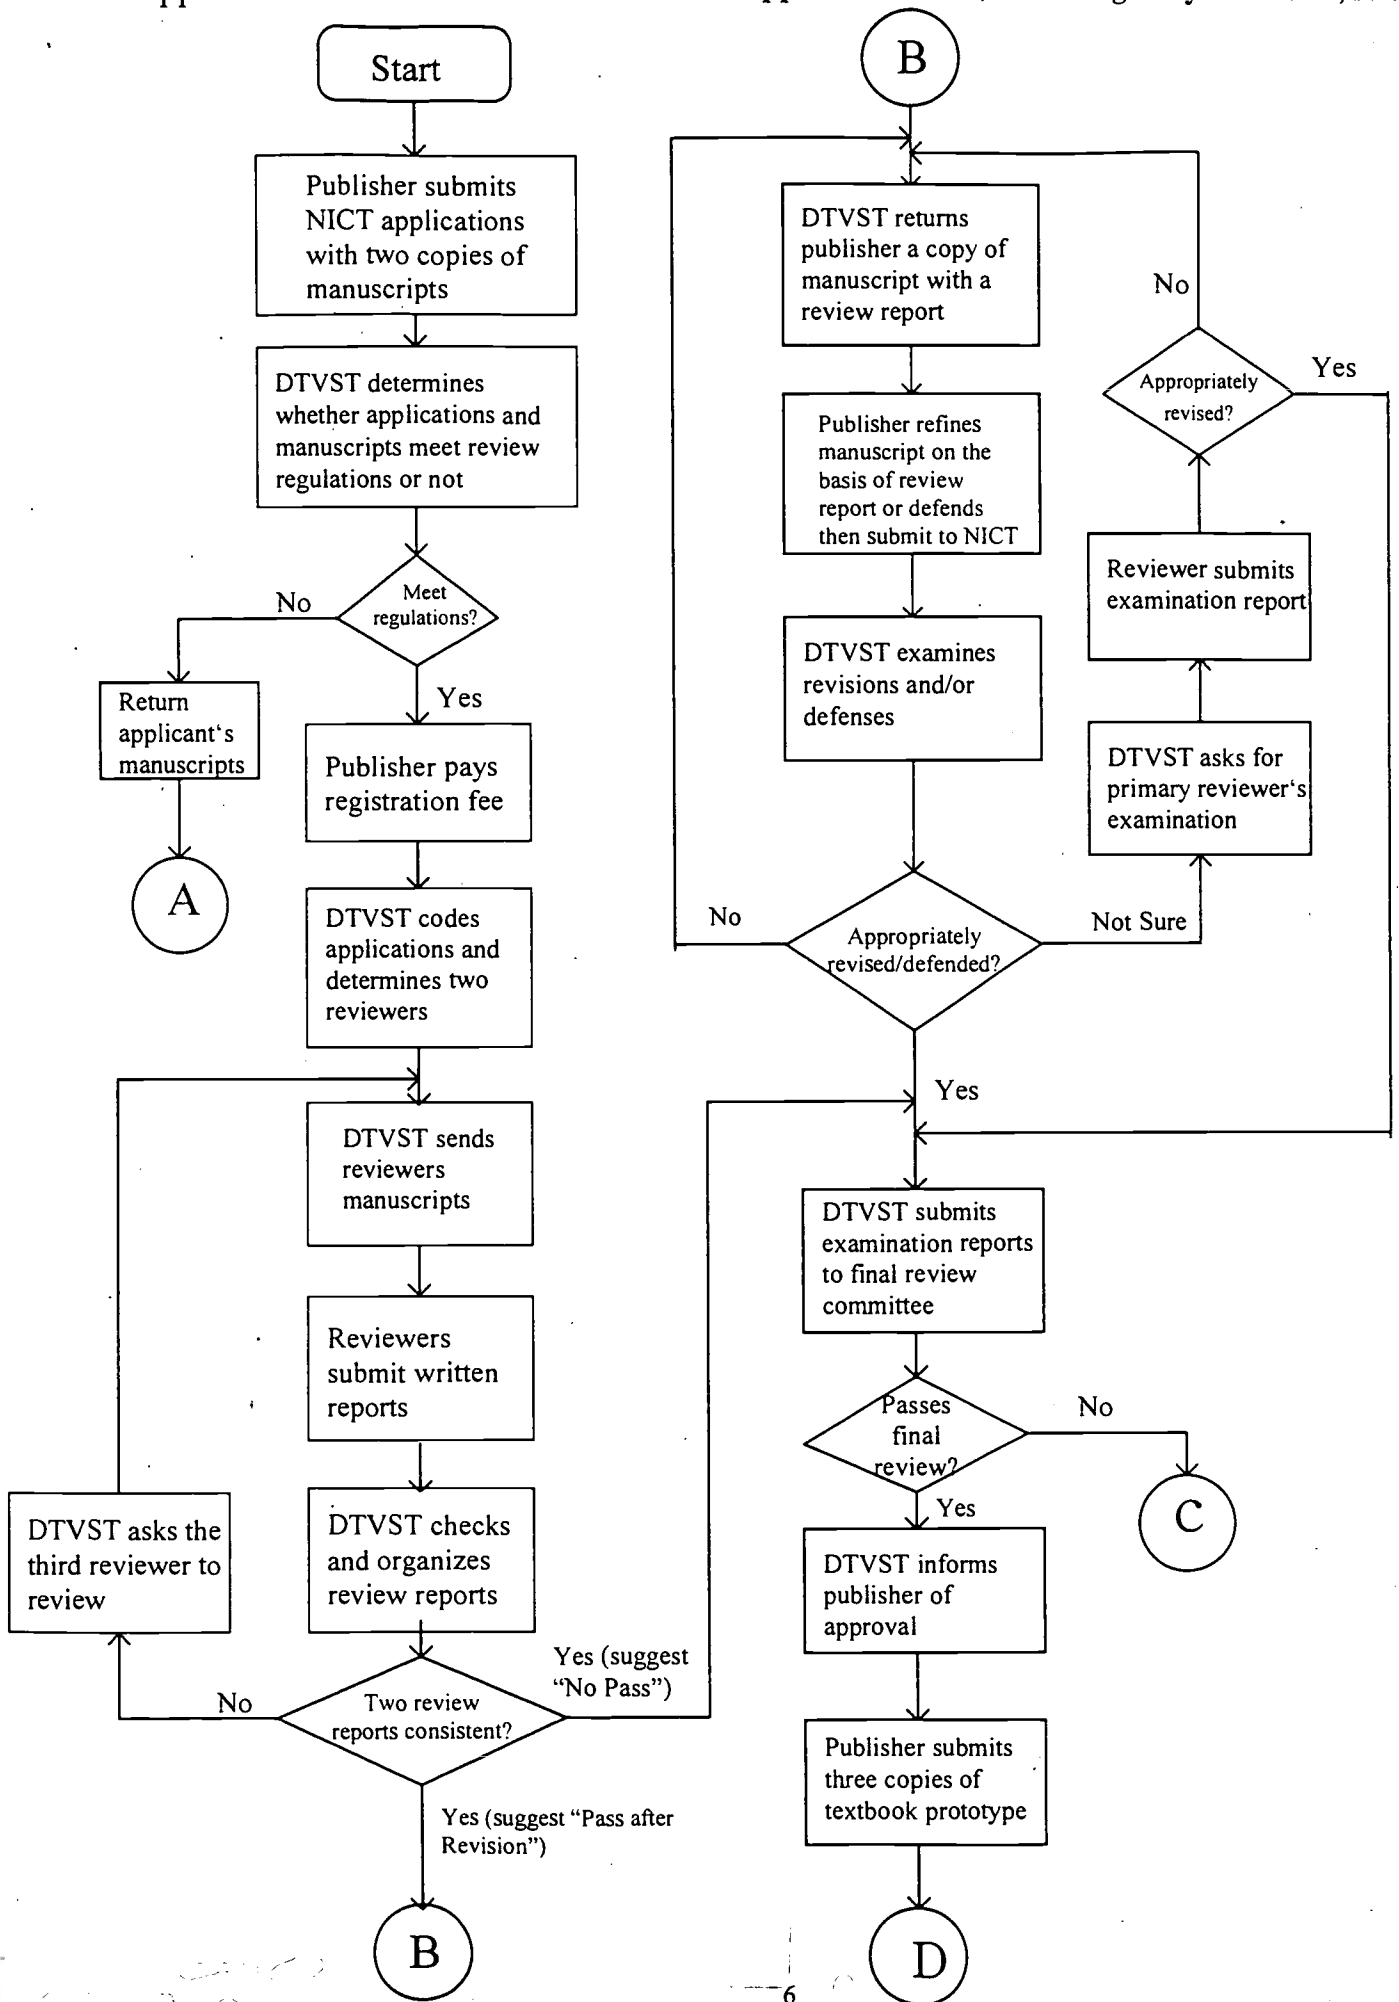 Start
Publisher submits
NICT applications
with two copies of
manuscripts
DTVST determines
whether applications and
manuscripts meet review
regulations or not
Meet
regulations?
No
Yes
Return
applicant‘s
manuscripts
A
Publisher pays
registration fee
DTVST codes
applications and
determines two
reviewers
DTVST sends
reviewers
manuscripts
Reviewers
submit written
reports
DTVST checks
and organizes
review reports
DTVST asks the
third reviewer to
review
Two review
reports consistent?
No
Yes (suggest
“No Pass”)
Yes (suggest “Pass after
Revision”)
B
B
DTVST returns
publisher a copy of
manuscript with a
review report
Publisher refines
manuscript on the
basis of review
report or defends
then submit to NICT
DTVST examines
revisions and/or
defenses
Appropriately
revised/defended?
No
Not Sure
Yes
DTVST asks for
primary reviewer‘s
examination
Reviewer submits
examination report
Appropriately
revised?
No
Yes
DTVST submits
examination reports
to final review
committee
Passes
final
review?
No
C
Yes
DTVST informs
publisher of
approval
Publisher submits
three copies of
textbook prototype
D
6